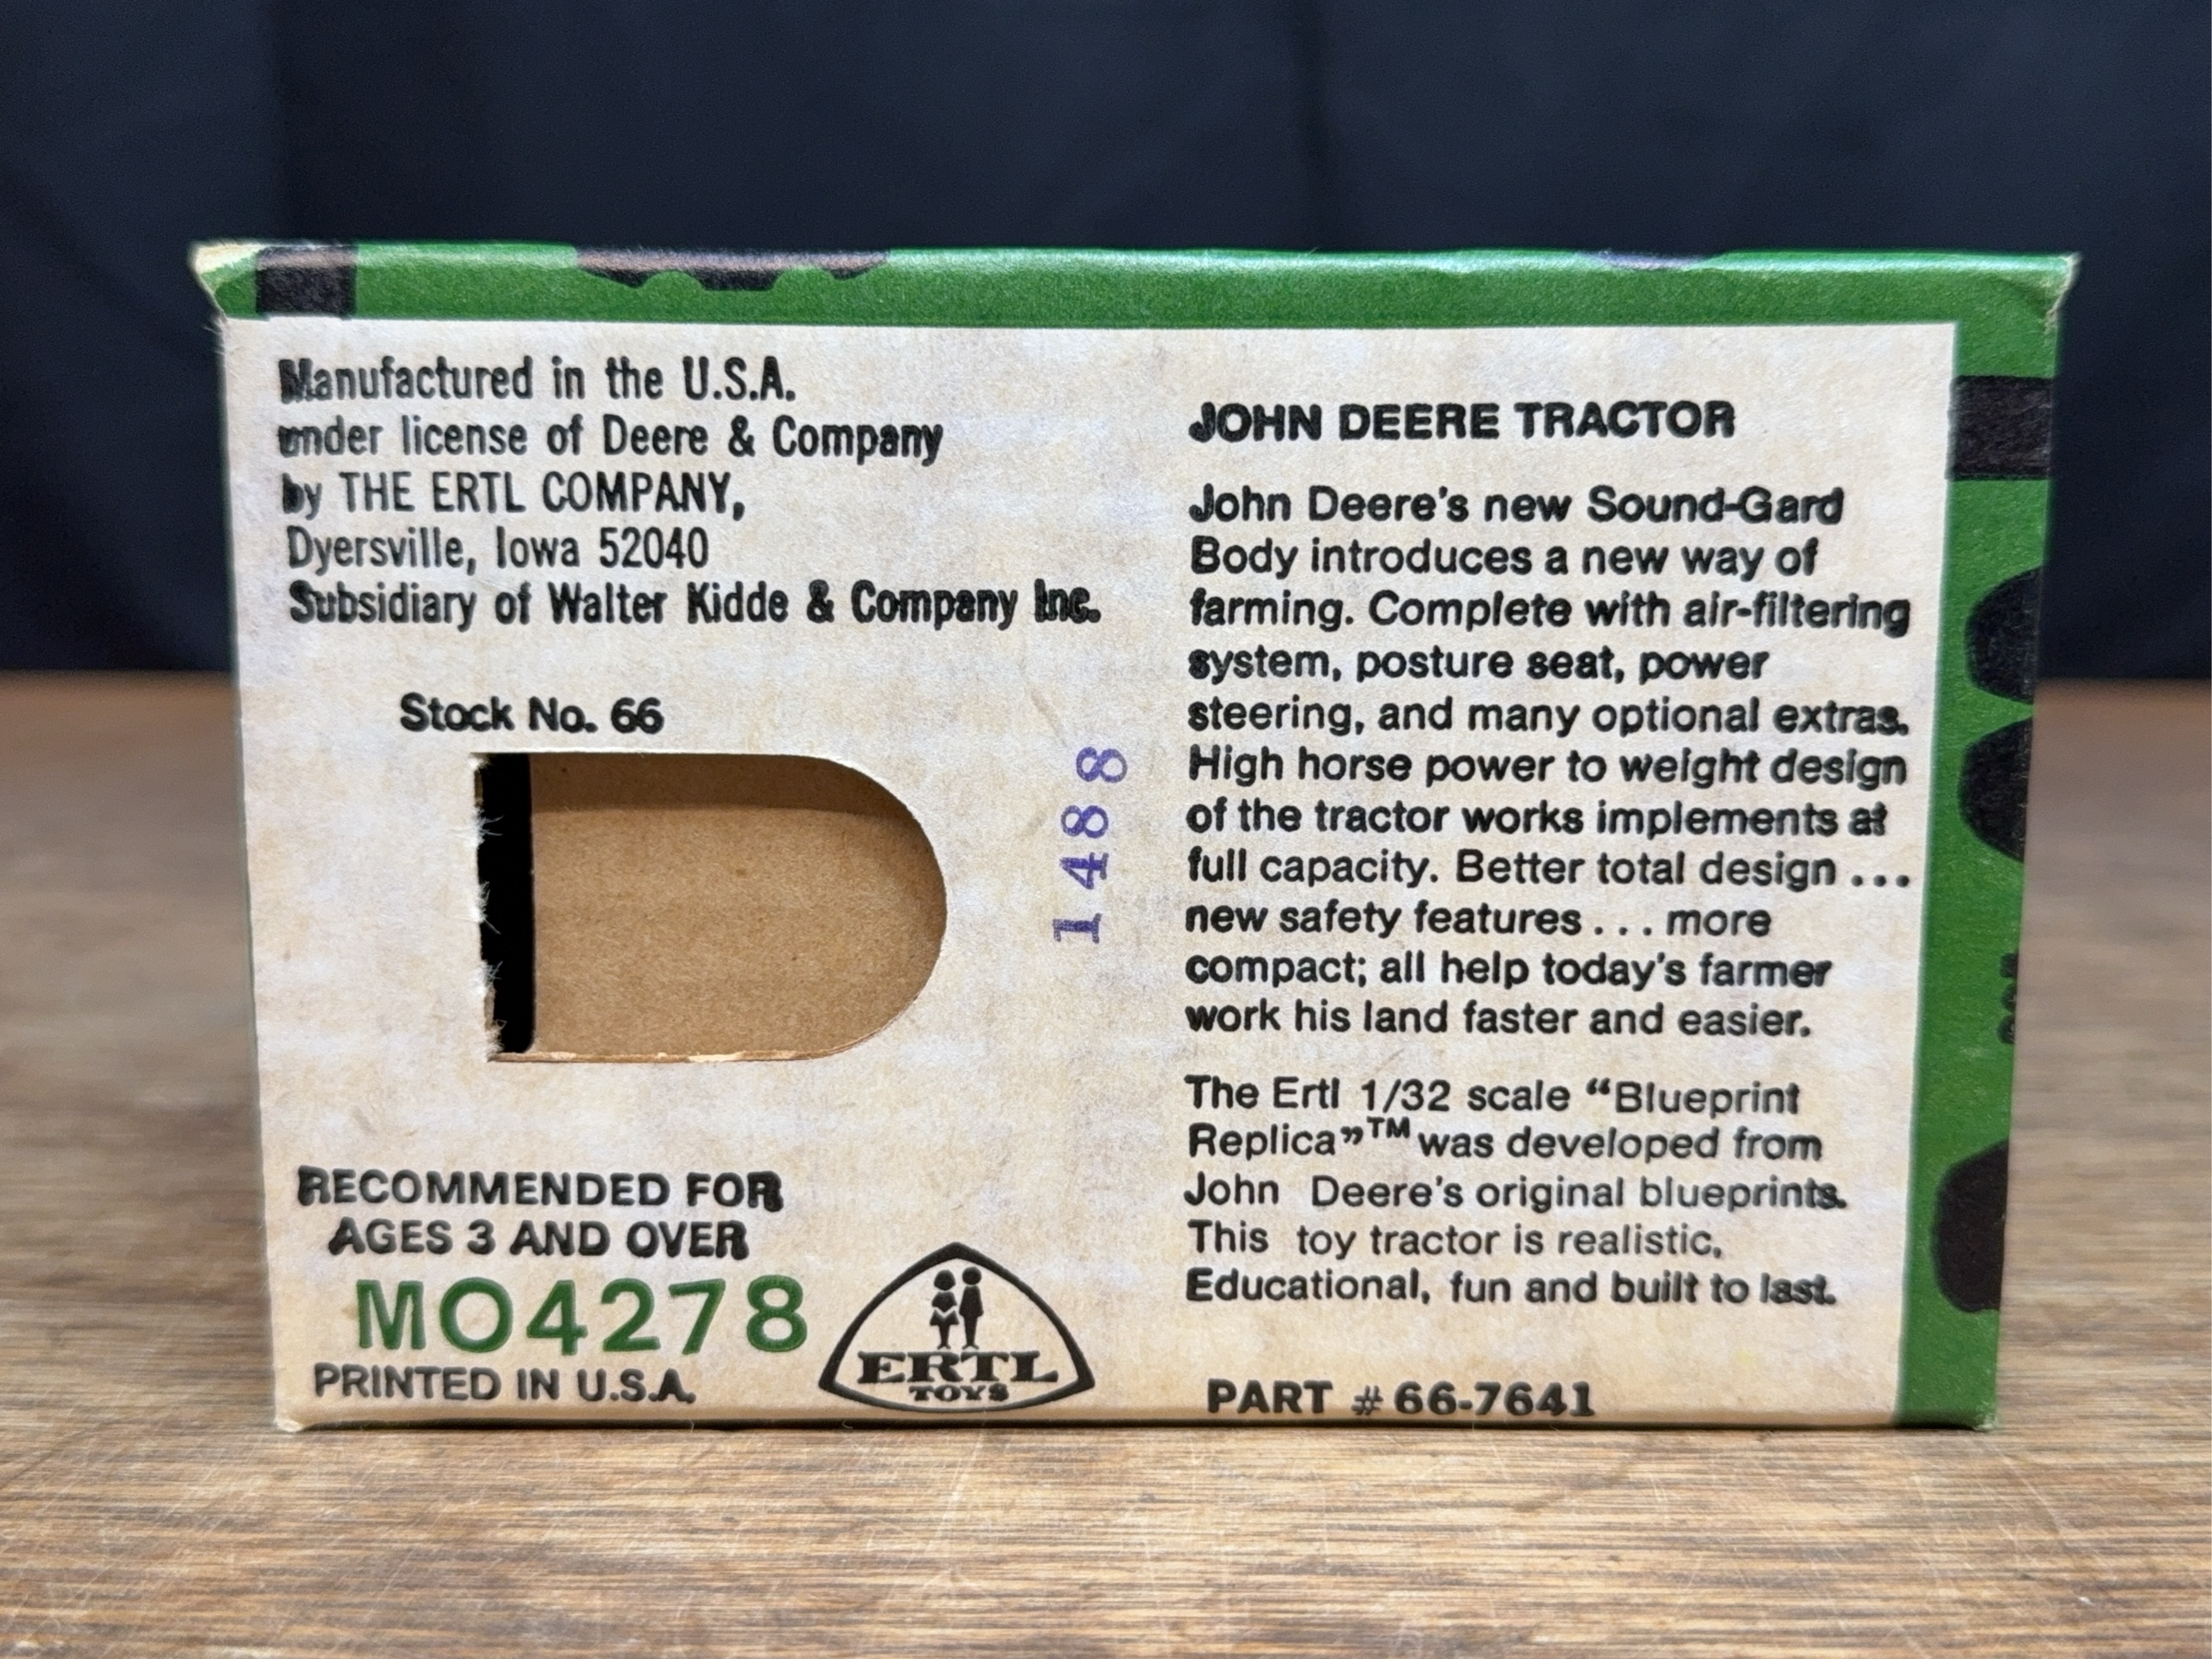 Manufactured in the U.S.A.
under license of Deere & Company
by THE ERTL COMPANY,
Dyersville, Iowa 52040
Subsidiary of Walter Kidde & Company Inc.
Stock No. 66
1488
RECOMMENDED FOR
AGES 3 AND OVER
MO4278
PRINTED IN U.S.A.
ERTL
TOYS
JOHN DEERE TRACTOR
John Deere's new Sound-Gard
Body introduces a new way of
farming. Complete with air-filtering
system, posture seat, power
steering, and many optional extras.
High horse power to weight design
of the tractor works implements at
full capacity. Better total design ...
new safety features ... more
compact; all help today's farmer
work his land faster and easier.
The Ertl 1/32 scale “Blueprint
Replica”™ was developed from
John Deere's original blueprints.
This toy tractor is realistic,
Educational, fun and built to last.
PART # 66-7641